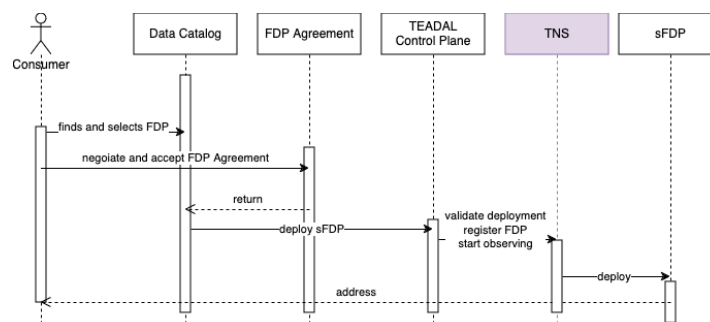 Consumer
Data Catalog
FDP Agreement
TEADAL
Control Plane
TNS
sFDP
finds and selects FDP
negoiate and accept FDP Agreement
return
deploy sFDP
validate deployment
register FDP
start observing
deploy
address